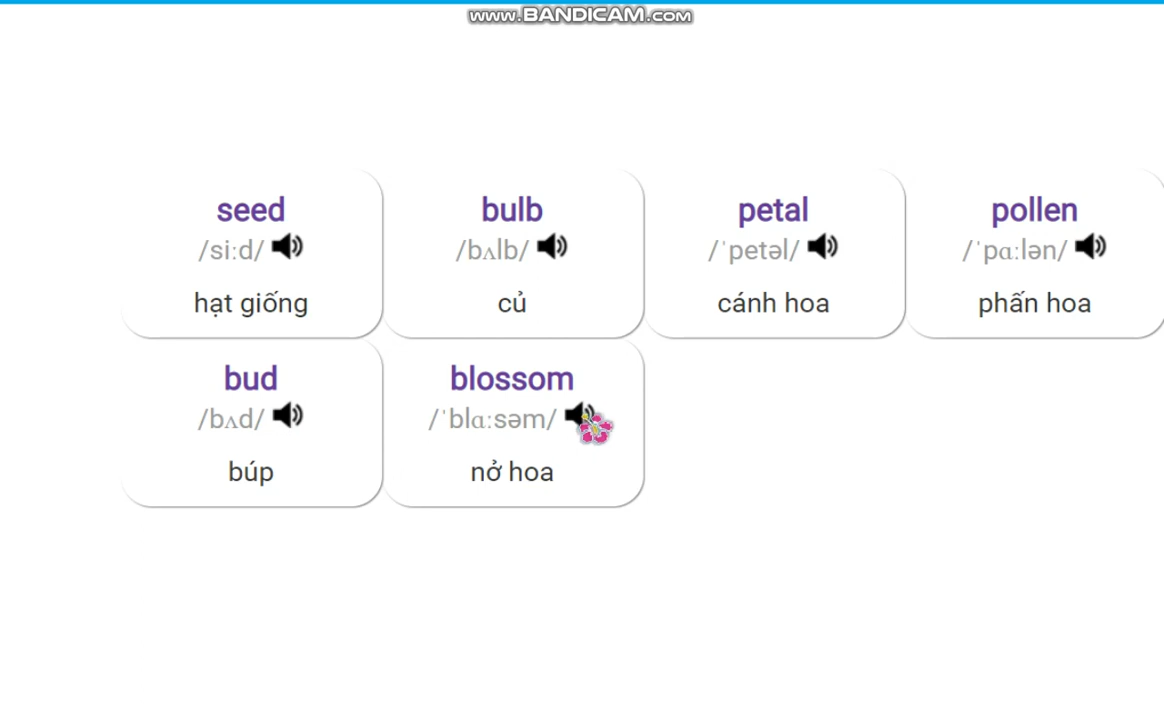 www.BANDICAM.com
seed
/siːd/
hạt giống
bulb
/bʌlb/
củ
petal
/ˈpetəl/
cánh hoa
pollen
/ˈpɑːlən/
phấn hoa
bud
/bʌd/
búp
blossom
/ˈblɑːsəm/
nở hoa